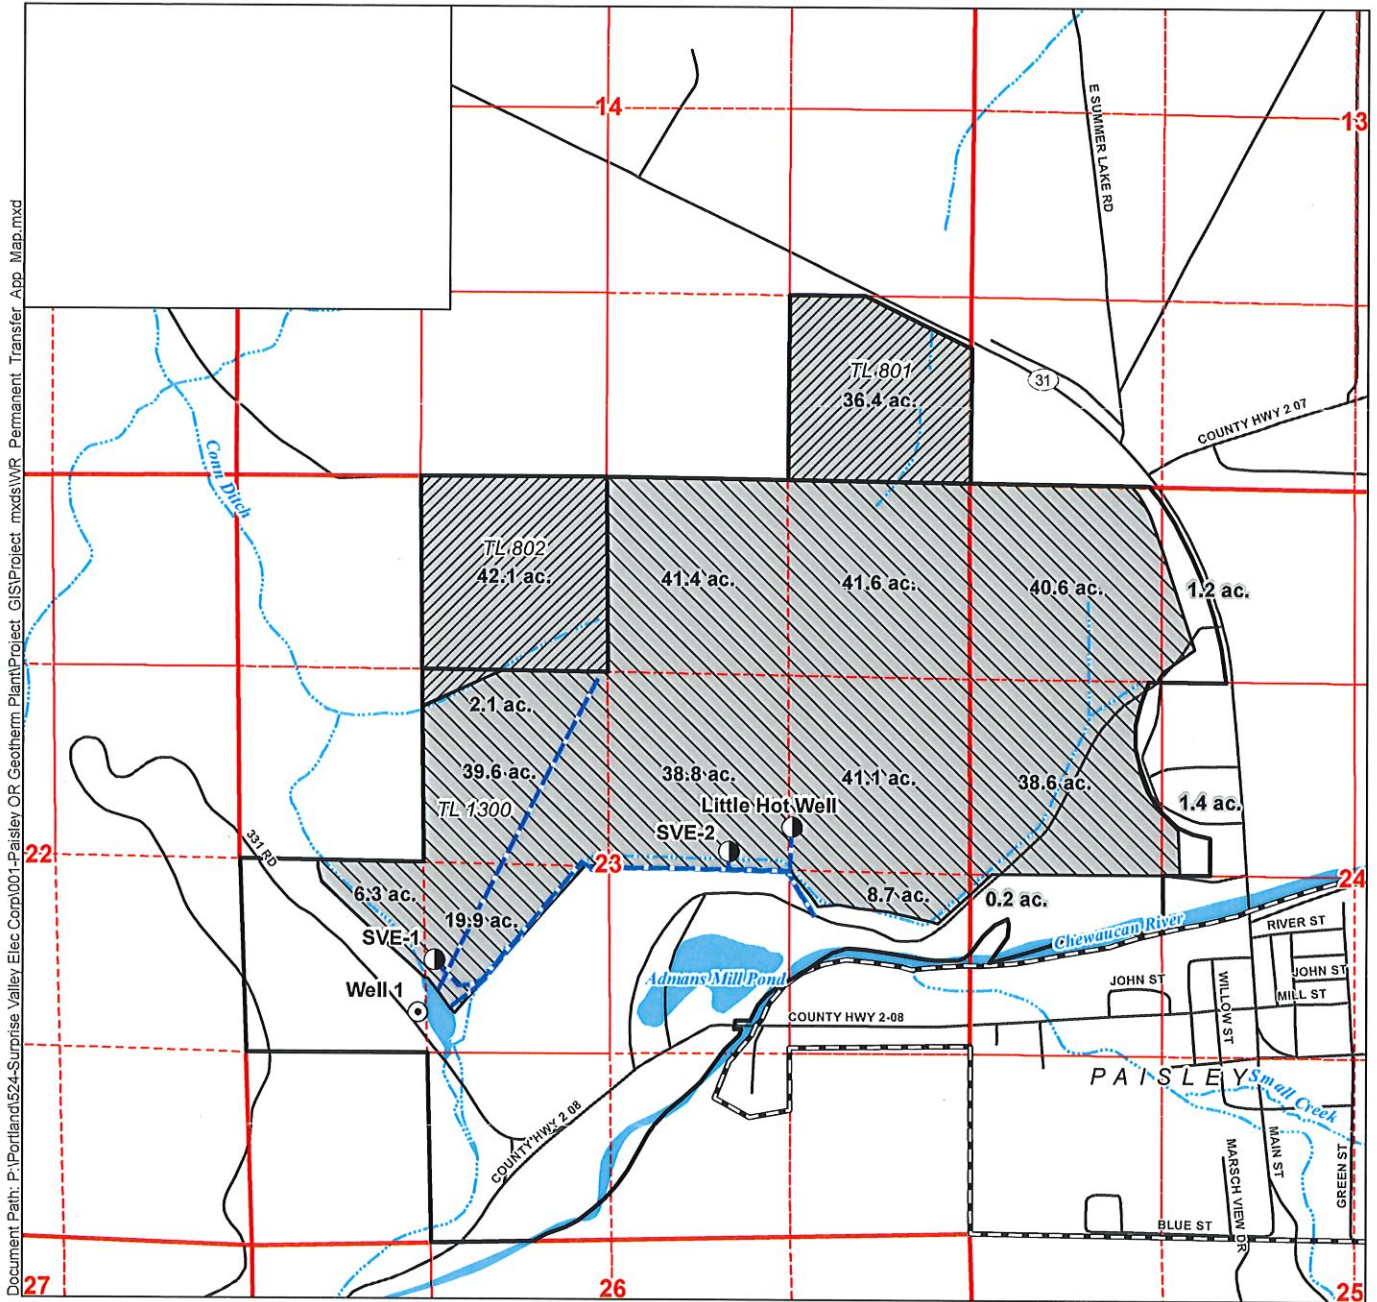 14
13
E SUMMER LAKE RD
Document Path: P:\Portland\524-Surprise Valley Elec Corp\001-Paisley OR Geotherm Plant\Project_GIS\Project_mxds\WR_Permanent_Transfer_App_Map.mxd
TL 801
36.4 ac.
31
COUNTY HWY 2 07
Conn Ditch
TL 802
42.1 ac.
41.4 ac.
41.6 ac.
40.6 ac.
1.2 ac.
2.1 ac.
39.6 ac.
38.8 ac.
41.1 ac.
38.6 ac.
TL 1300
Little Hot Well
1.4 ac.
SVE-2
331 RD
22
23
24
6.3 ac.
8.7 ac.
0.2 ac.
19.9 ac.
SVE-1
Chewaucan River
RIVER ST
Admans Mill Pond
Well 1
JOHN ST
WILLOW ST
JOHN ST
MILL ST
COUNTY HWY 2-08
PAISLEY
Small Creek
COUNTY HWY 2 08
MARSCH VIEW DR
MAIN ST
GREEN ST
BLUE ST
27
26
25